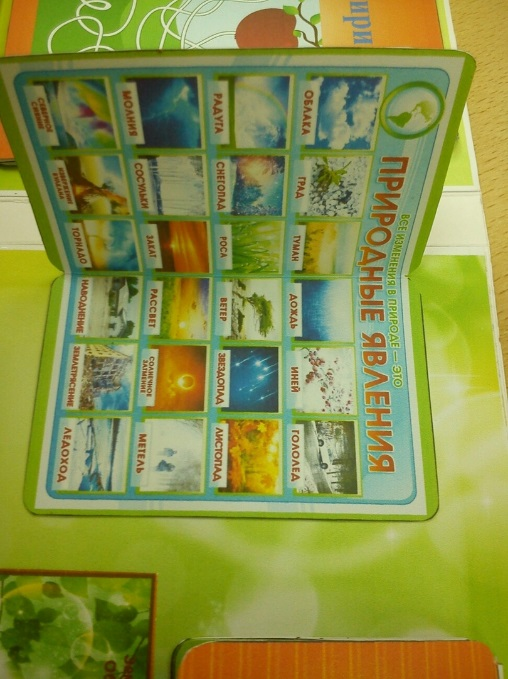 ВСЕ ИЗМЕНЕНИЯ В ПРИРОДЕ — ЭТО
ПРИРОДНЫЕ ЯВЛЕНИЯ
ОБЛАКА
ГРАД
ТУМАН
ДОЖДЬ
ИНЕЙ
ГОЛОЛЕД
РАДУГА
СНЕГОПАД
РОСА
ВЕТЕР
ЗВЕЗДОПАД
ЛИСТОПАД
МОЛНИЯ
СОСУЛЬКИ
ЗАКАТ
РАССВЕТ
СОЛНЕЧНОЕ
ЗАТМЕНИЕ
МЕТЕЛЬ
СЕВЕРНОЕ
СИЯНИЕ
ИЗВЕРЖЕНИЕ
ВУЛКАНА
ТОРНАДО
НАВОДНЕНИЕ
ЗЕМЛЕТРЯСЕНИЕ
ЛЕДОХОД
ири